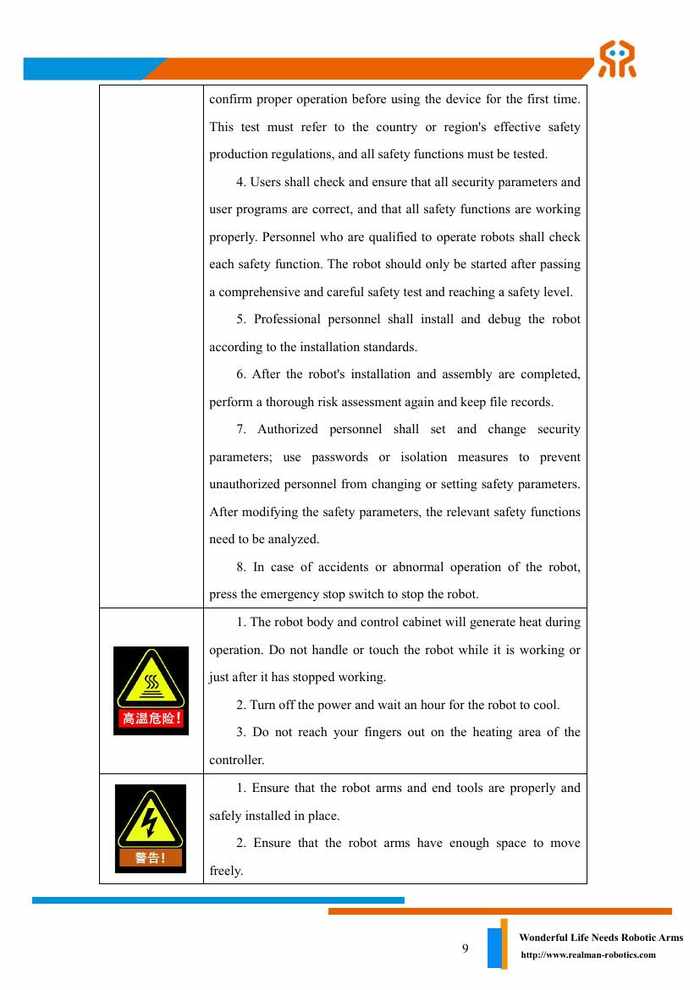 confirm proper operation before using the device for the first time.
This test must refer to the country or region's effective safety
production regulations, and all safety functions must be tested.
4. Users shall check and ensure that all security parameters and
user programs are correct, and that all safety functions are working
properly. Personnel who are qualified to operate robots shall check
each safety function. The robot should only be started after passing
a comprehensive and careful safety test and reaching a safety level.
5. Professional personnel shall install and debug the robot
according to the installation standards.
6. After the robot's installation and assembly are completed,
perform a thorough risk assessment again and keep file records.
7. Authorized personnel shall set and change security
parameters; use passwords or isolation measures to prevent
unauthorized personnel from changing or setting safety parameters.
After modifying the safety parameters, the relevant safety functions
need to be analyzed.
8. In case of accidents or abnormal operation of the robot,
press the emergency stop switch to stop the robot.
高温危险!
1. The robot body and control cabinet will generate heat during
operation. Do not handle or touch the robot while it is working or
just after it has stopped working.
2. Turn off the power and wait an hour for the robot to cool.
3. Do not reach your fingers out on the heating area of the
controller.
警告!
1. Ensure that the robot arms and end tools are properly and
safely installed in place.
2. Ensure that the robot arms have enough space to move
freely.
9
Wonderful Life Needs Robotic Arms
http://www.realman-robotics.com